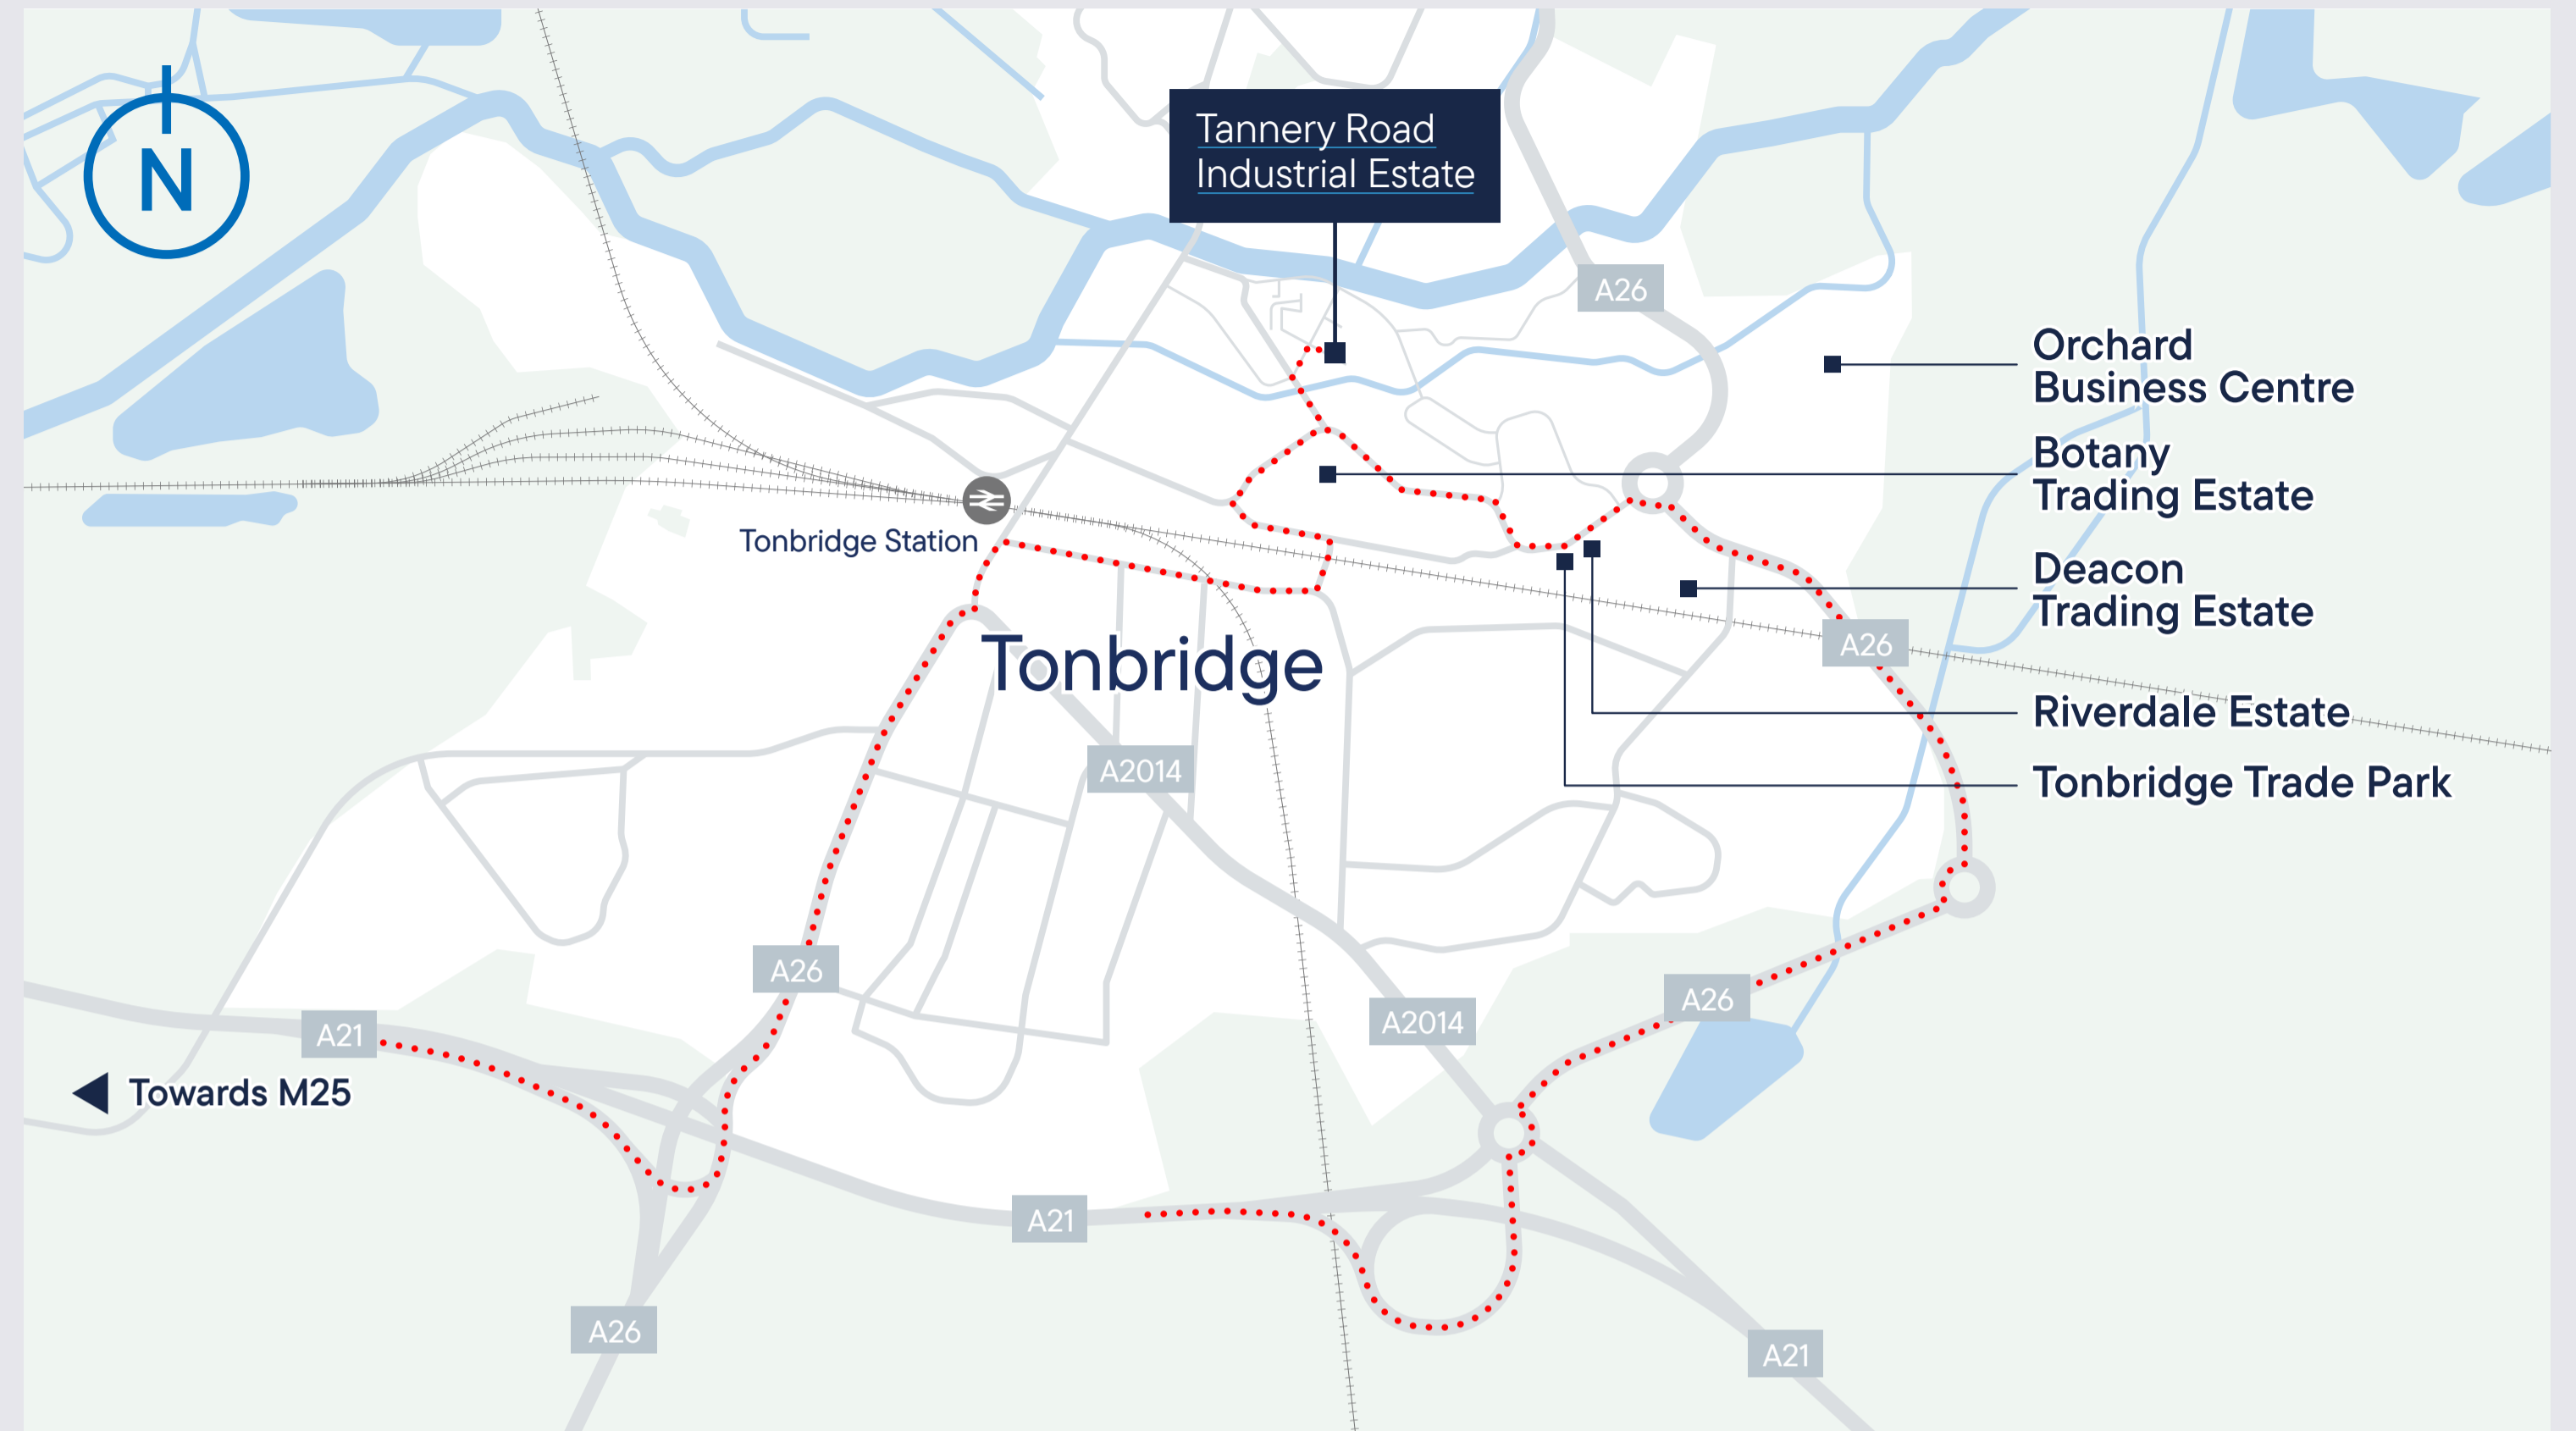 N
Tannery Road
Industrial Estate
A26
Orchard
Business Centre
Botany
Trading Estate
Tonbridge Station
Deacon
Trading Estate
A26
Tonbridge
Riverdale Estate
A2014
Tonbridge Trade Park
A26
A26
A21
A2014
Towards M25
A21
A26
A21